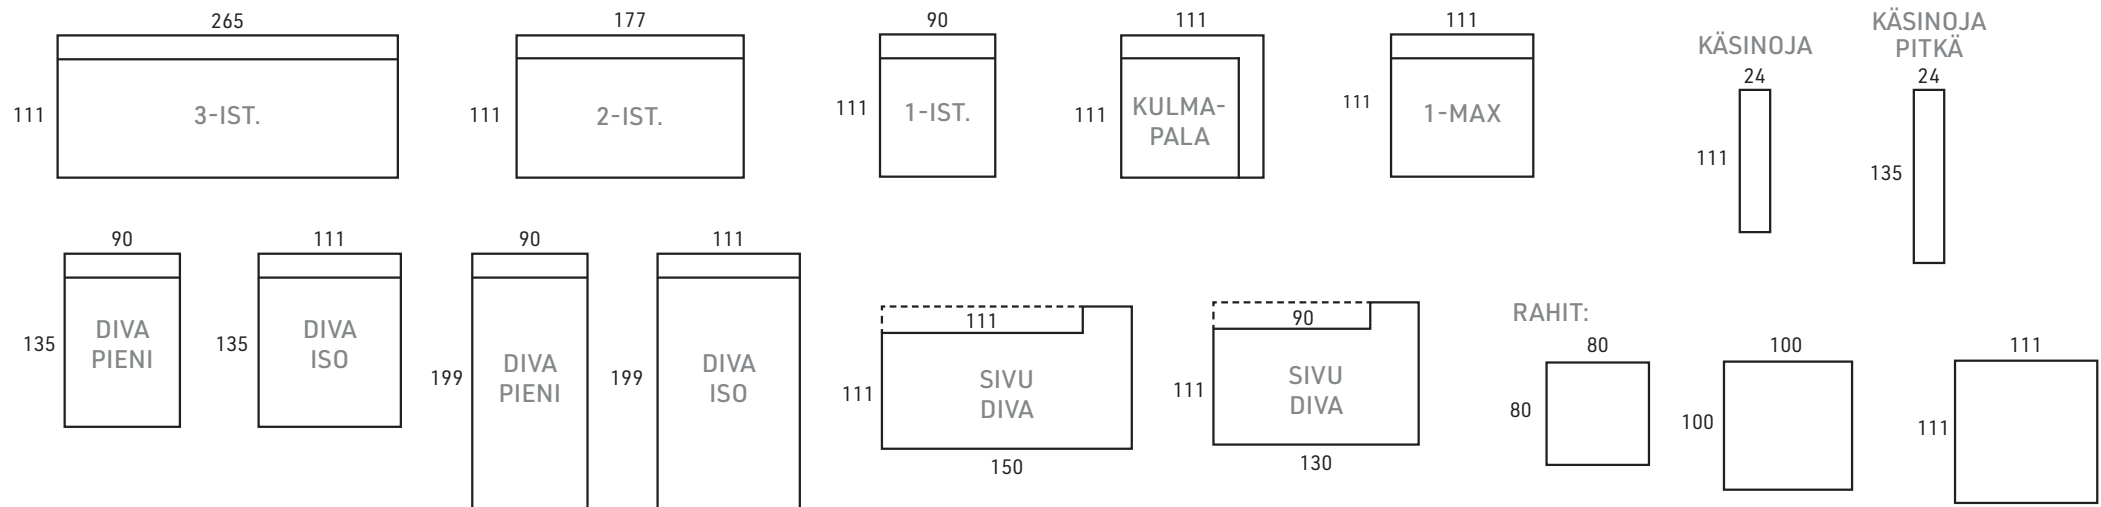 265
111
3-IST.
177
111
2-IST.
90
111
1-IST.
111
111
KULMA-
PALA
111
111
1-MAX
KÄSINOJA
24
111
KÄSINOJA
PITKÄ
24
135
90
135
DIVA
PIENI
111
135
DIVA
ISO
90
199
DIVA
PIENI
111
199
DIVA
ISO
111
111
SIVU
DIVA
150
90
111
SIVU
DIVA
130
RAHIT:
80
80
100
100
111
111